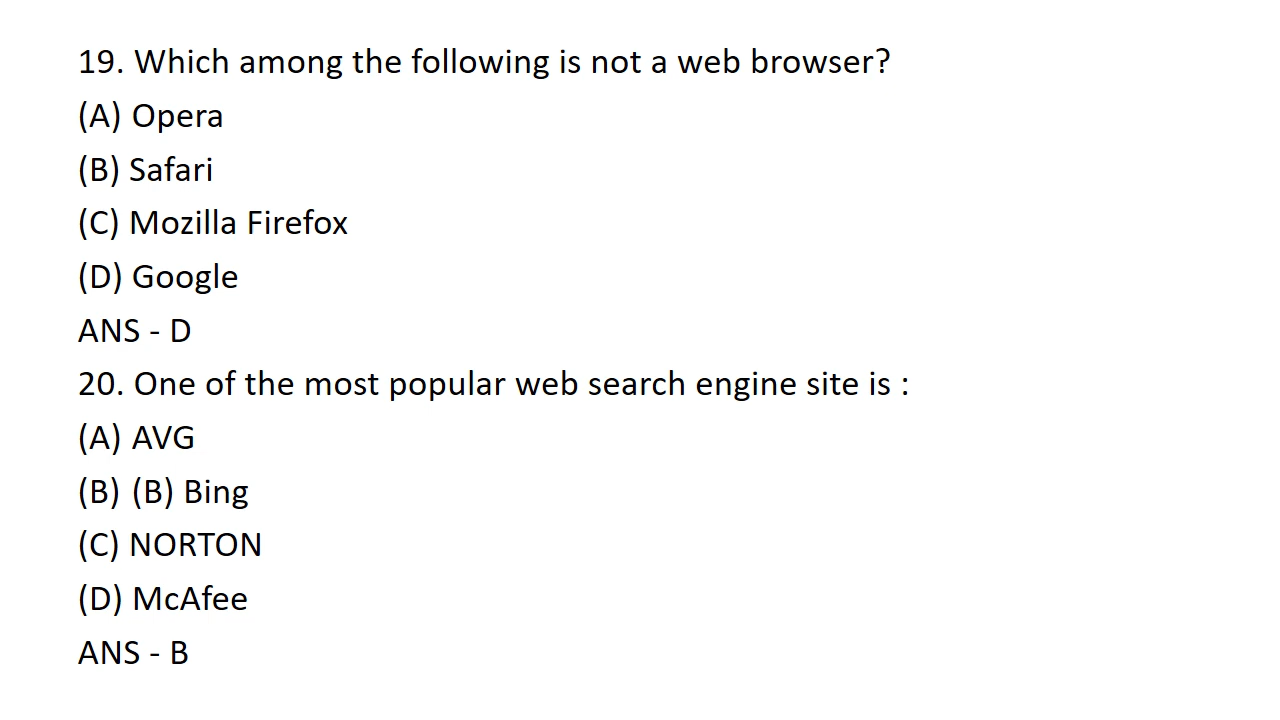 19. Which among the following is not a web browser?
(A) Opera
(B) Safari
(C) Mozilla Firefox
(D) Google
ANS - D
20. One of the most popular web search engine site is :
(A) AVG
(B) (B) Bing
(C) NORTON
(D) McAfee
ANS - B